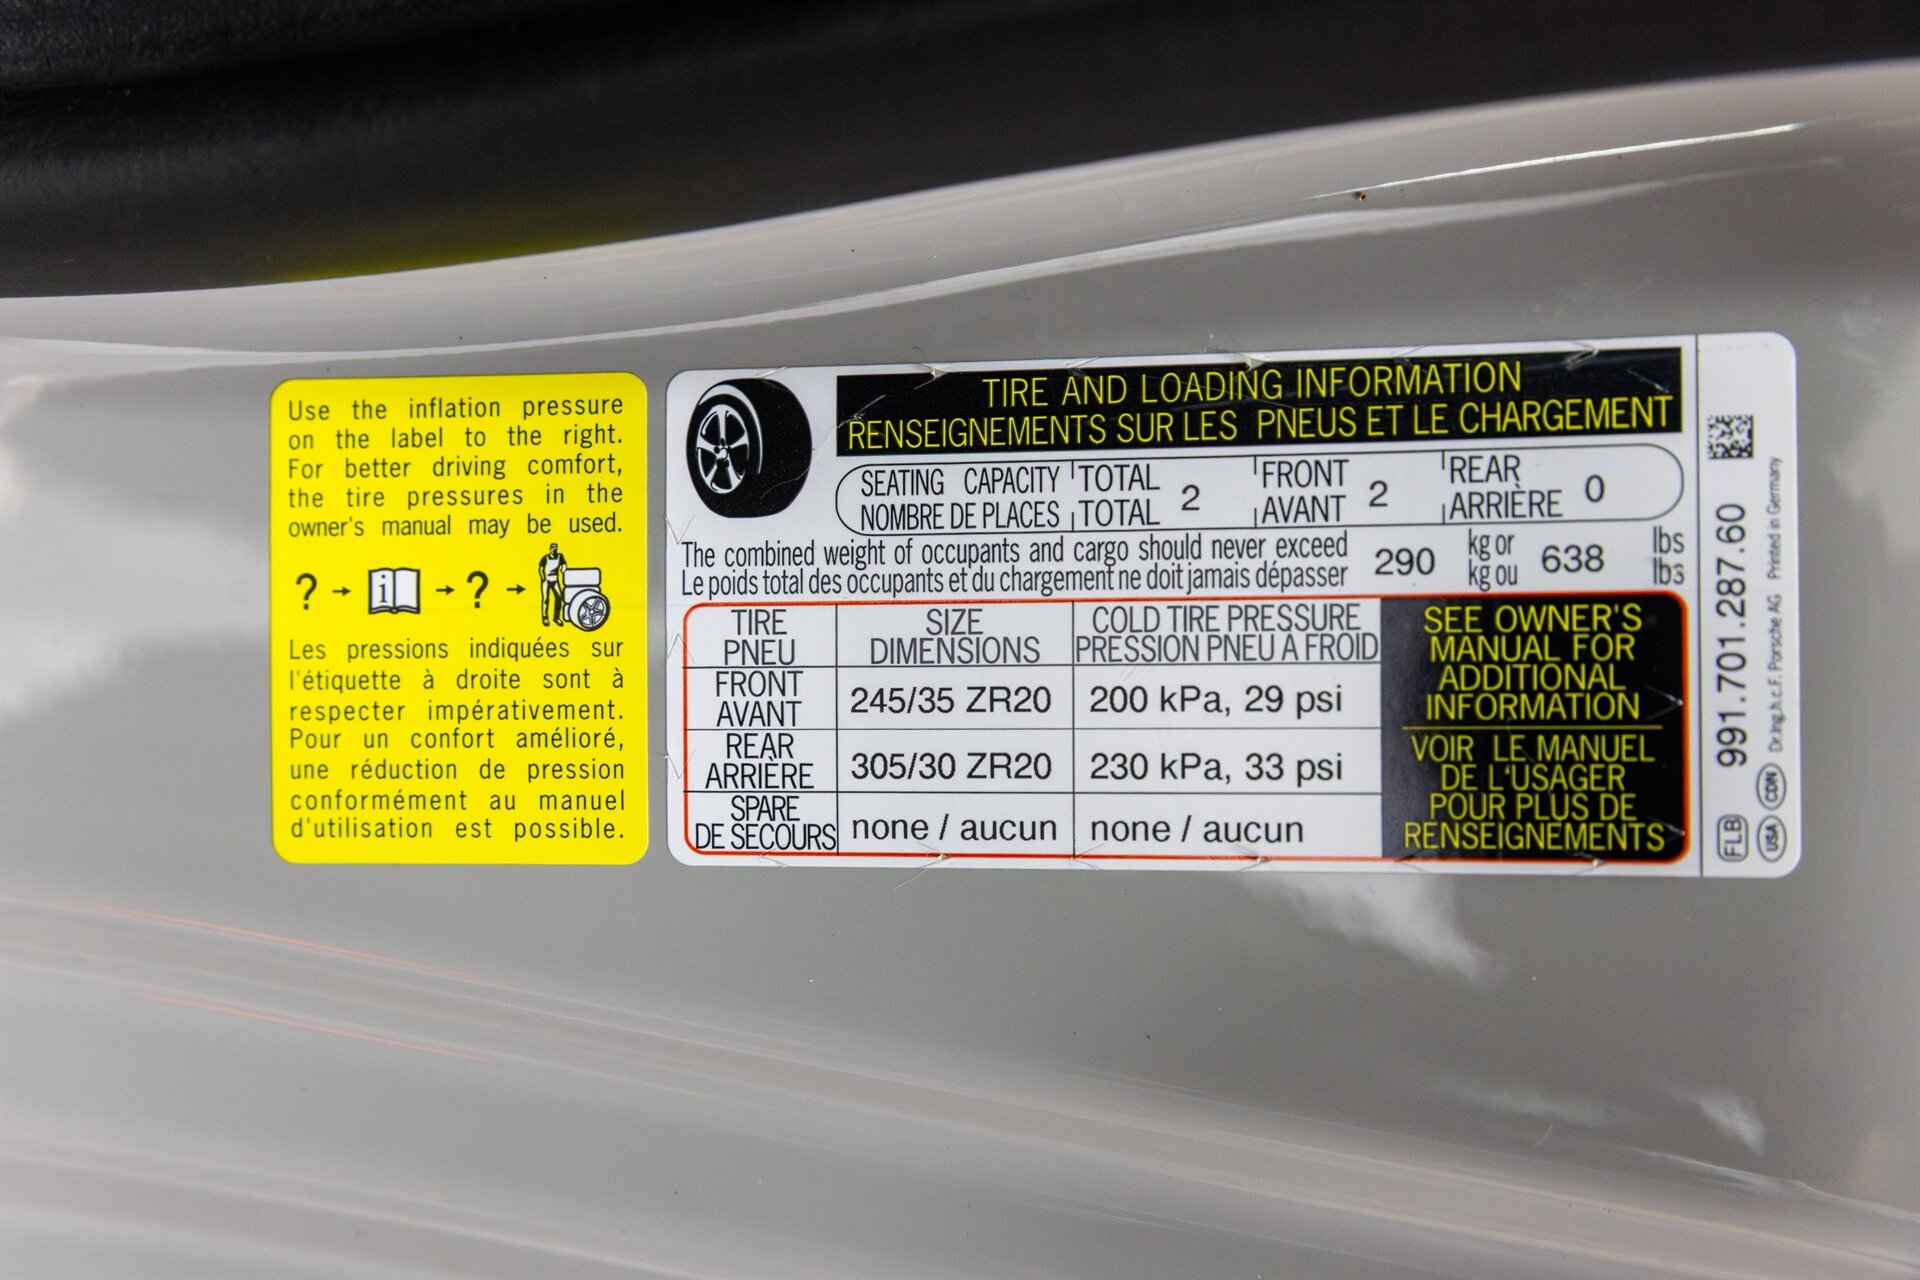 Use the inflation pressure
on the label to the right.
For better driving comfort,
the tire pressures in the
owner's manual may be used.
? → i → ? →
Les pressions indiquées sur
l'étiquette à droite sont à
respecter impérativement.
Pour un confort amélioré,
une réduction de pression
conformément au manuel
d'utilisation est possible.
TIRE AND LOADING INFORMATION
RENSEIGNEMENTS SUR LES PNEUS ET LE CHARGEMENT
SEATING CAPACITY TOTAL 2 FRONT 2 REAR 0
NOMBRE DE PLACES TOTAL AVANT ARRIÈRE
The combined weight of occupants and cargo should never exceed 290 kg or 638 lbs
Le poids total des occupants et du chargement ne doit jamais dépasser kg ou lbs
TIRE SIZE COLD TIRE PRESSURE
PNEU DIMENSIONS PRESSION PNEU A FROID
FRONT
AVANT 245/35 ZR20 200 kPa, 29 psi
REAR
ARRIÈRE 305/30 ZR20 230 kPa, 33 psi
SPARE
DE SECOURS none / aucun none / aucun
SEE OWNER'S
MANUAL FOR
ADDITIONAL
INFORMATION
VOIR LE MANUEL
DE L'USAGER
POUR PLUS DE
RENSEIGNEMENTS
991.701.287.60
Dr.Ing.h.c.F. Porsche AG Printed in Germany
FLB USA CDN